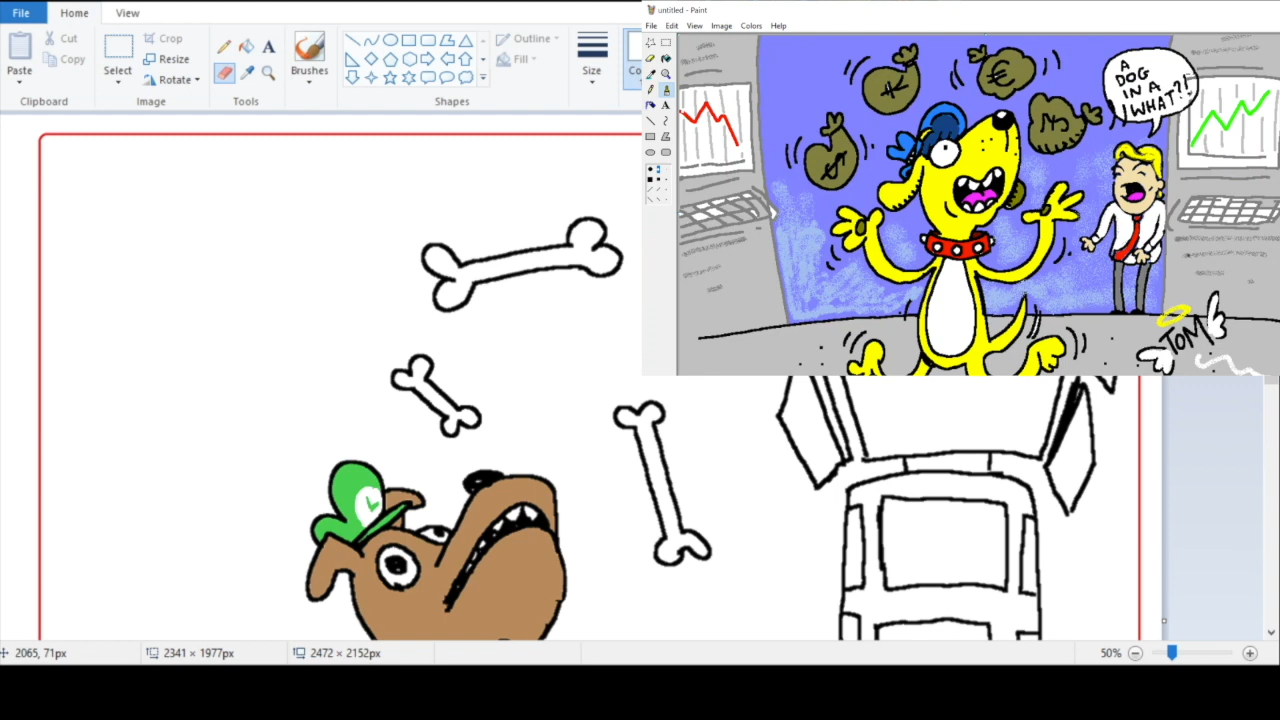 File Home View
Paste Cut Copy
Clipboard
Select Crop Resize Rotate
Image
A
Tools
Brushes
Shapes
Outline Fill
Size
50%
2065, 71px
2341 × 1977px
2472 × 2152px
L
untitled - Paint
File Edit View Image Colors Help
A
K
€
$
A
DOG
IN A
WHAT?!
TOM